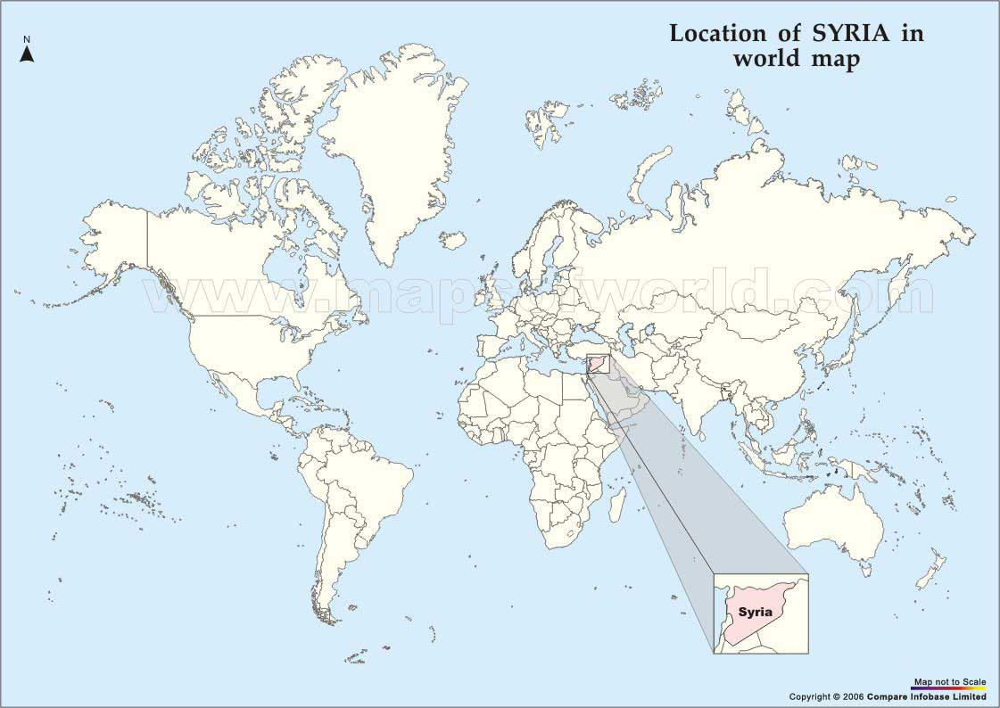 N
Location of SYRIA in
world map
www.mapsofworld.com
Syria
Map not to Scale
Copyright © 2006 Compare Infobase Limited